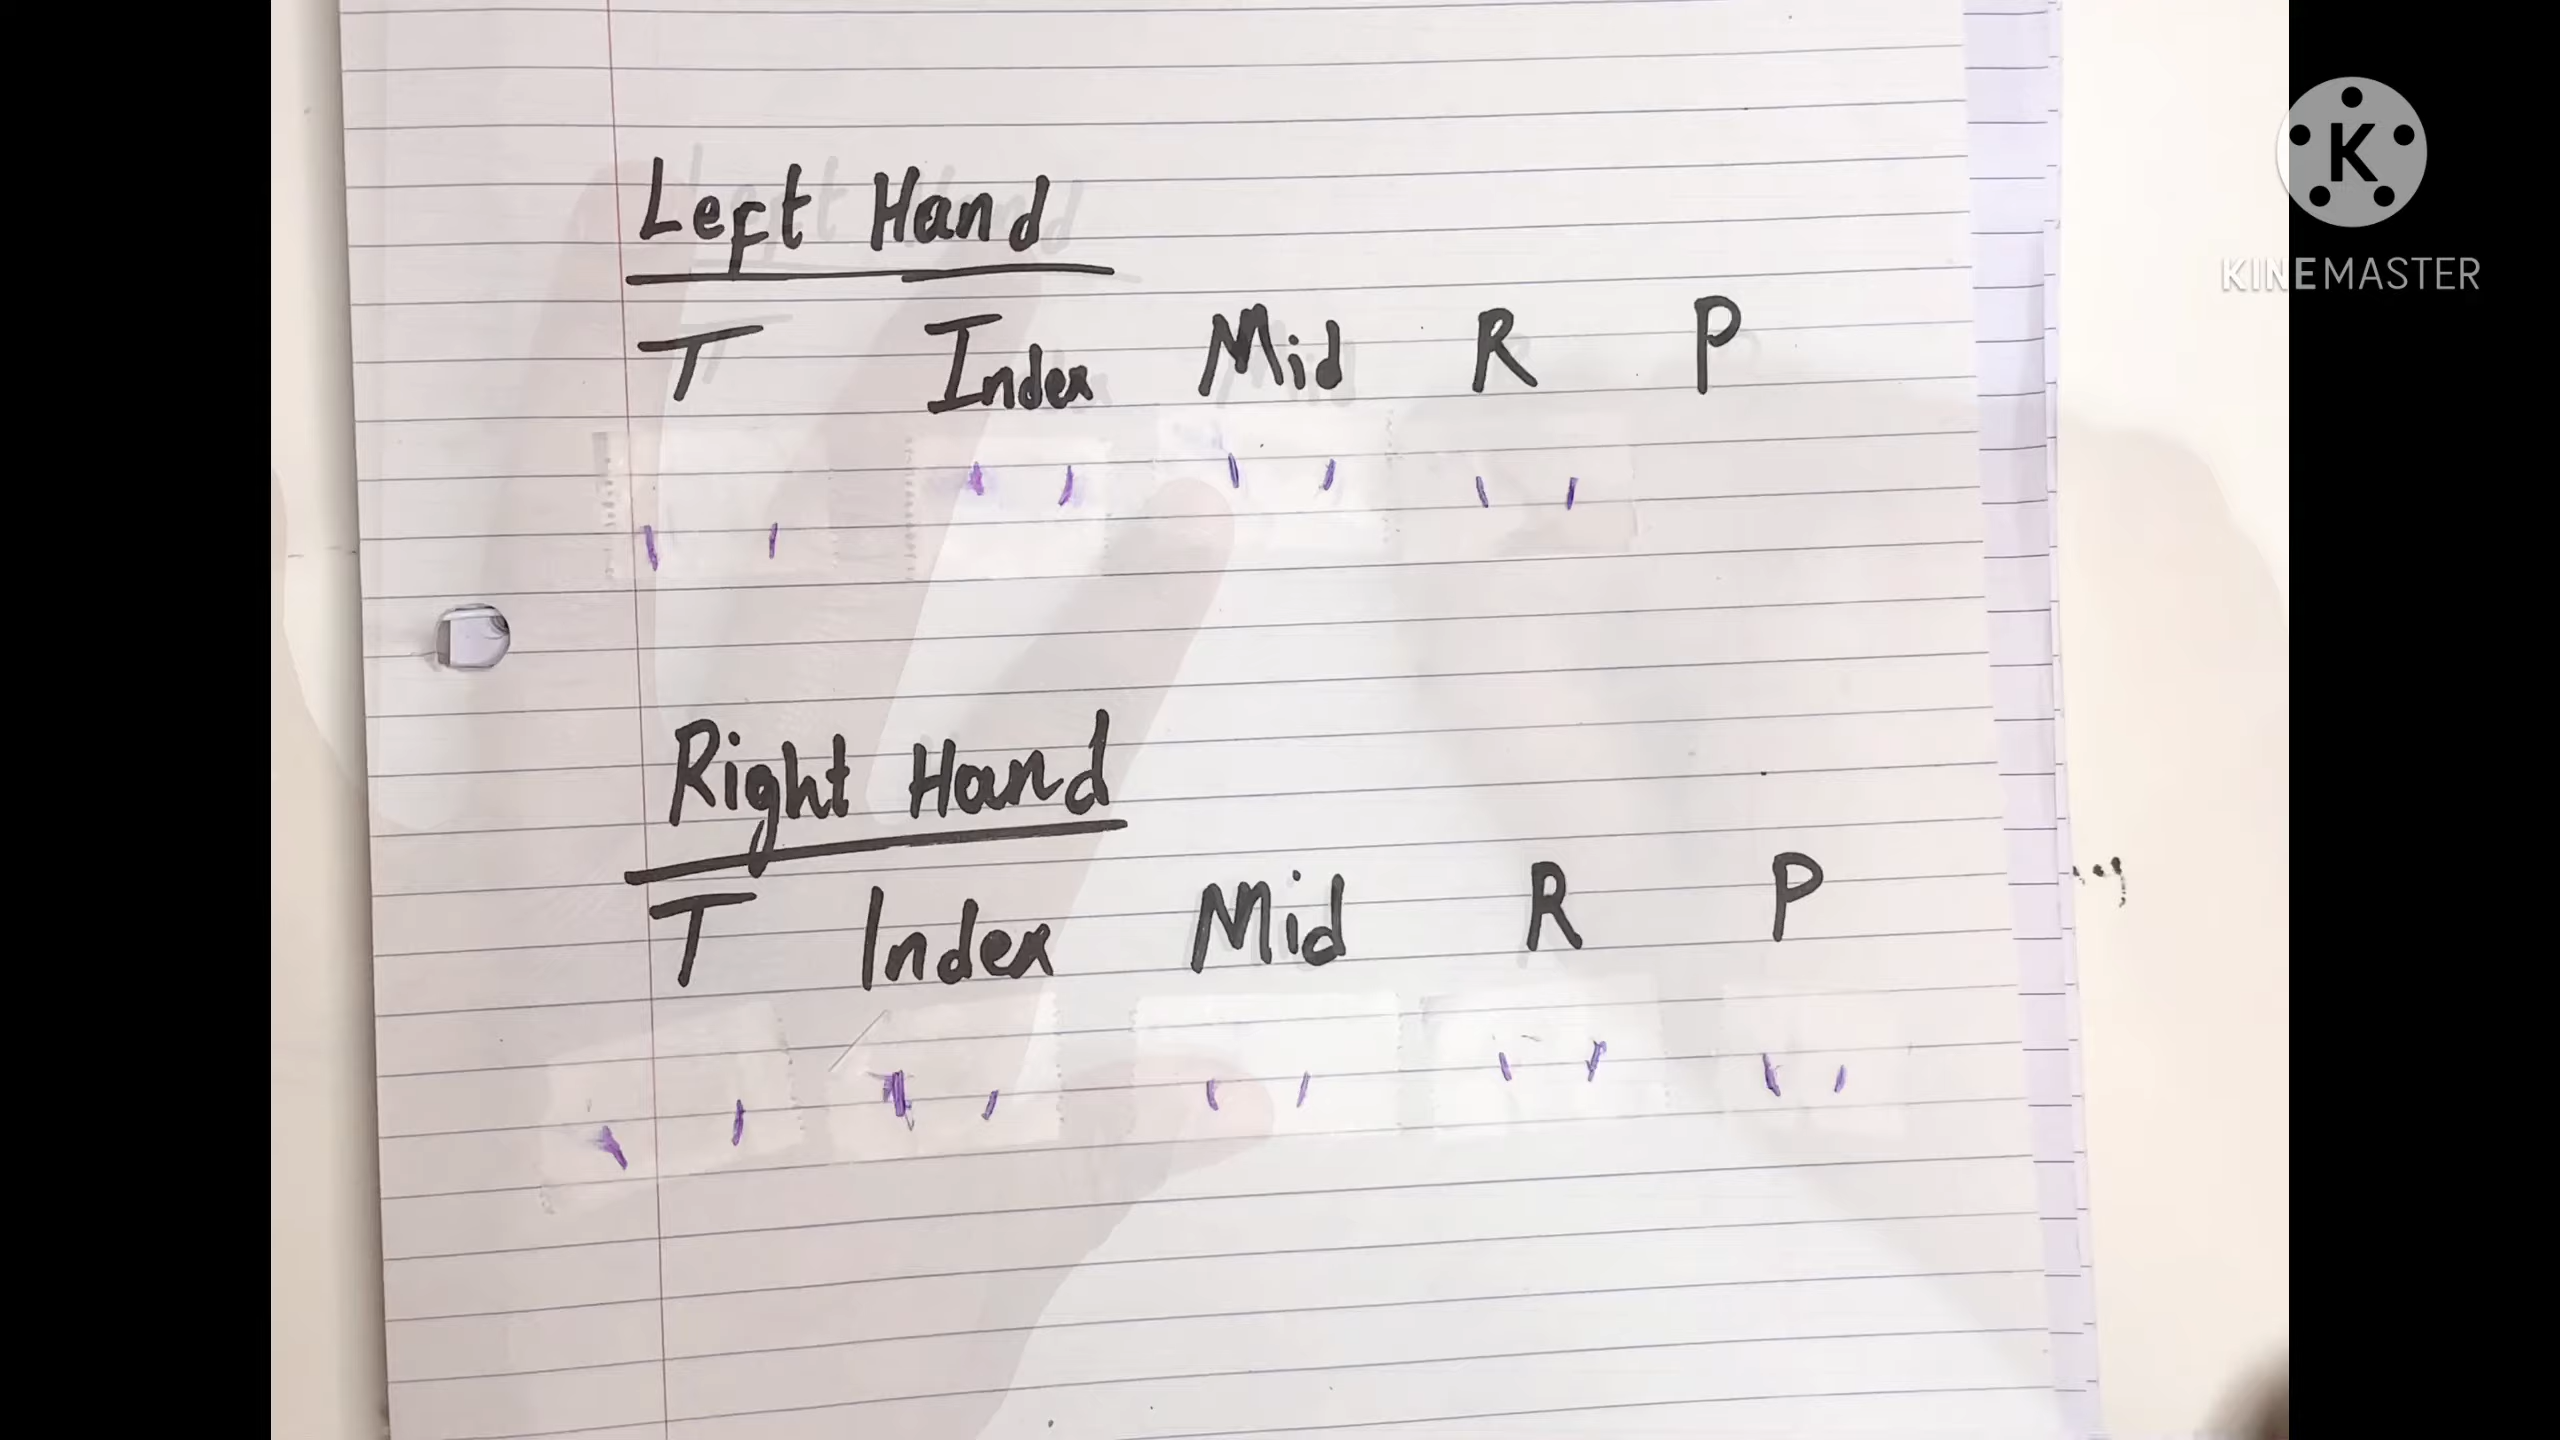 Left Hand
T Index Mid R P
Right Hand
T Index Mid R P
K
KINEMASTER